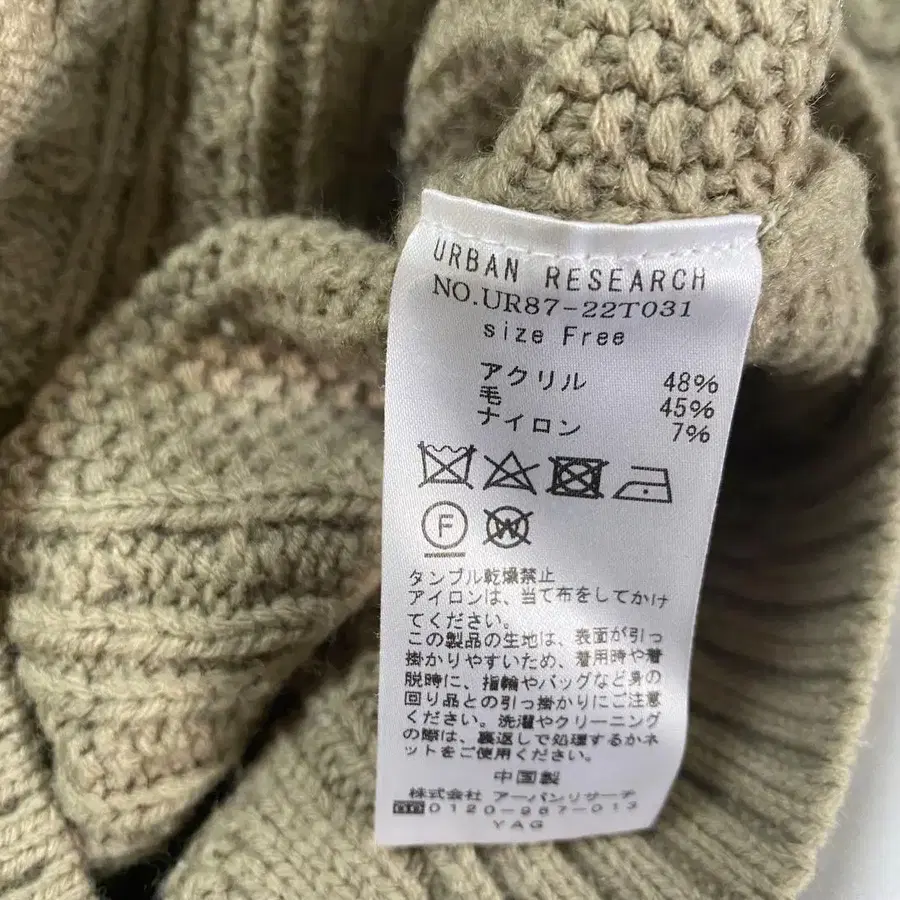 URBAN RESEARCH
NO.UR87-22T031
size Free
アクリル 48%
毛 45%
ナイロン 7%
F W
タンブル乾燥禁止
アイロンは、当て布をしてかけ
てください。
この製品の生地は、表面が引っ
掛かりやすいため、着用時や着
脱時に、指輪やバッグなど身の
回り品との引っ掛かりにご注意
ください。洗濯やクリーニング
の際は、裏返しで処理するかネ
ットをご使用ください。
中国製
株式会社 アーバンリサーチ
0120-987-013
YAG